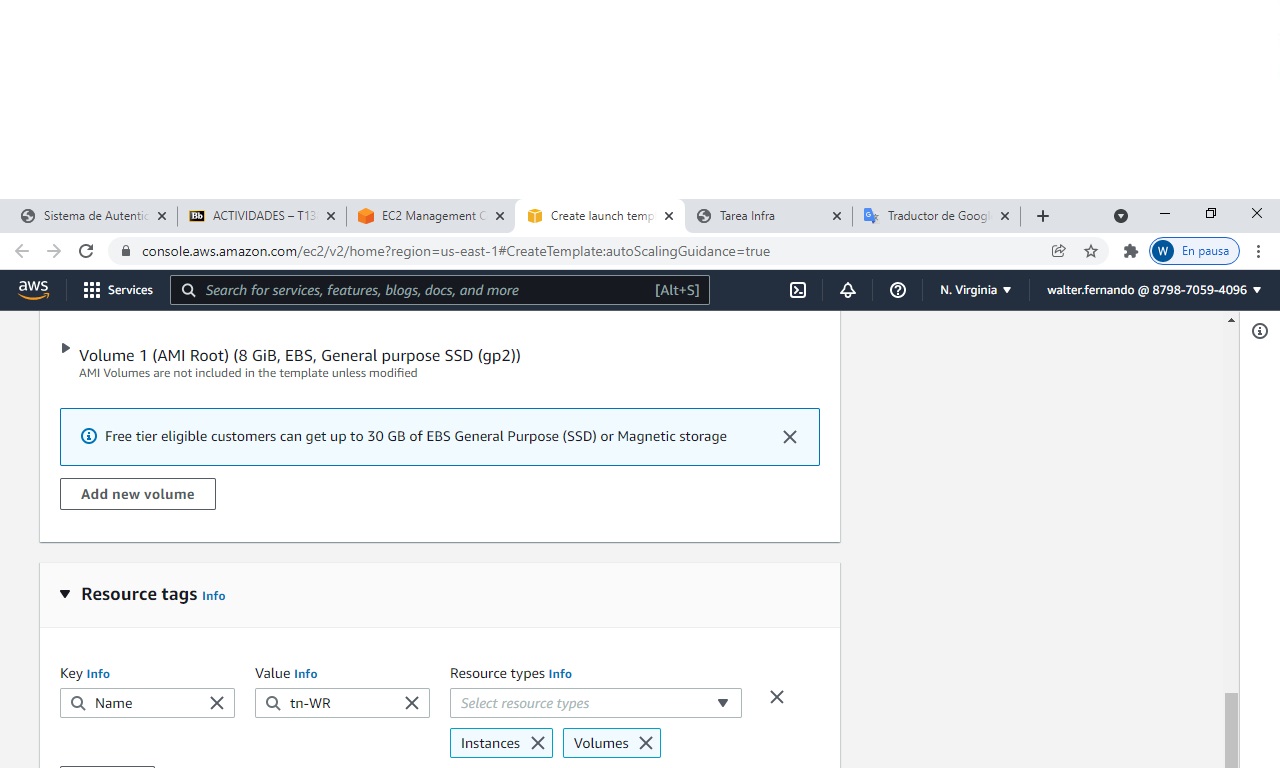 Sistema de Autentic
Bb ACTIVIDADES – T13
EC2 Management C
Create launch temp
Tarea Infra
Traductor de Googl
console.aws.amazon.com/ec2/v2/home?region=us-east-1#CreateTemplate:autoScalingGuidance=true
W En pausa
aws Services Search for services, features, blogs, docs, and more [Alt+S] N. Virginia walter.fernando @ 8798-7059-4096
Volume 1 (AMI Root) (8 GiB, EBS, General purpose SSD (gp2))
AMI Volumes are not included in the template unless modified
Free tier eligible customers can get up to 30 GB of EBS General Purpose (SSD) or Magnetic storage
Add new volume
Resource tags Info
Key Info Value Info Resource types Info
Name tn-WR Select resource types
Instances Volumes